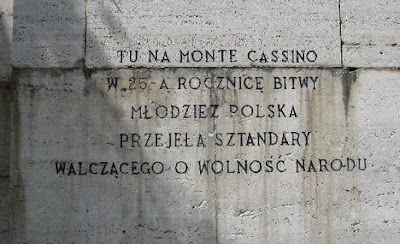 TU NA MONTE CASSINO
W 25-A ROCZNICĘ BITWY
MŁODZIEŻ POLSKA
PRZEJĘŁA SZTANDARY
WALCZĄCEGO O WOLNOŚĆ NARODU